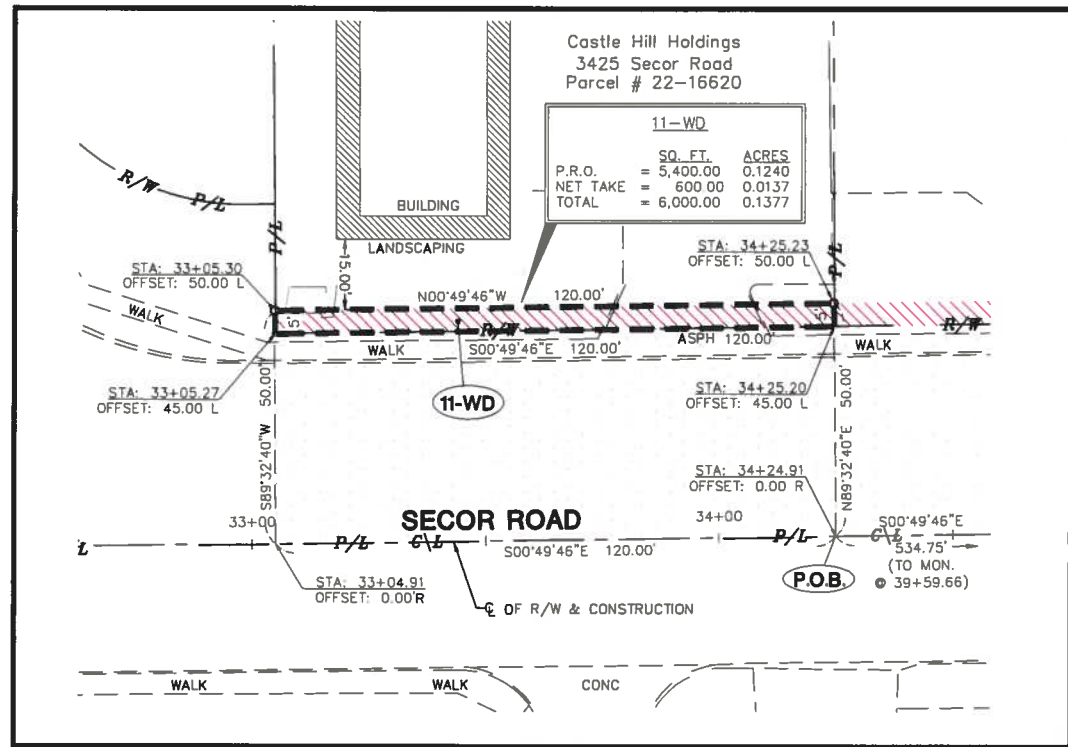 Castle Hill Holdings
3425 Secor Road
Parcel # 22-16620
11-WD
SQ. FT. ACRES
P.R.O. = 5,400.00 0.1240
NET TAKE = 600.00 0.0137
TOTAL = 6,000.00 0.1377
R/W
P/L
P/L
BUILDING
LANDSCAPING
15.00'
P/L
STA: 33+05.30
OFFSET: 50.00 L
STA: 34+25.23
OFFSET: 50.00 L
N00°49'46"W 120.00'
WALK
5'
R/W
5'
R/W
WALK
S00°49'46"E 120.00'
ASPH 120.00'
WALK
STA: 33+05.27
OFFSET: 45.00 L
50.00'
S89°32'40"W
11-WD
STA: 34+25.20
OFFSET: 45.00 L
50.00'
N89°32'40"E
STA: 34+24.91
OFFSET: 0.00 R
33+00
SECOR ROAD
34+00
S00°49'46"E
L
P/L
C\L
S00°49'46"E 120.00'
P/L
C\L
534.75'
(TO MON.
@ 39+59.66)
P.O.B.
STA: 33+04.91
OFFSET: 0.00'R
℄ OF R/W & CONSTRUCTION
WALK
WALK
CONC